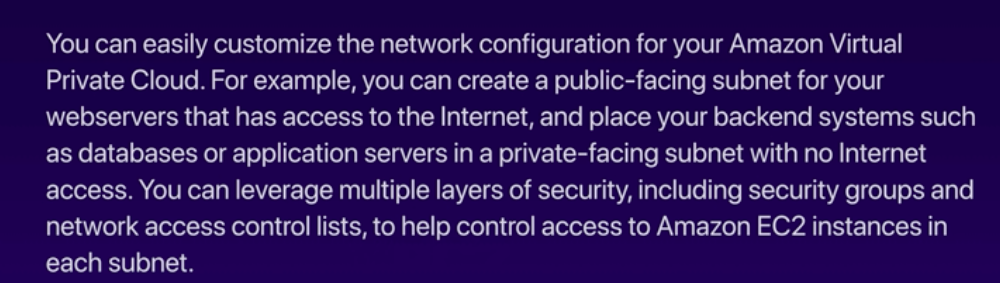 You can easily customize the network configuration for your Amazon Virtual
Private Cloud. For example, you can create a public-facing subnet for your
webservers that has access to the Internet, and place your backend systems such
as databases or application servers in a private-facing subnet with no Internet
access. You can leverage multiple layers of security, including security groups and
network access control lists, to help control access to Amazon EC2 instances in
each subnet.